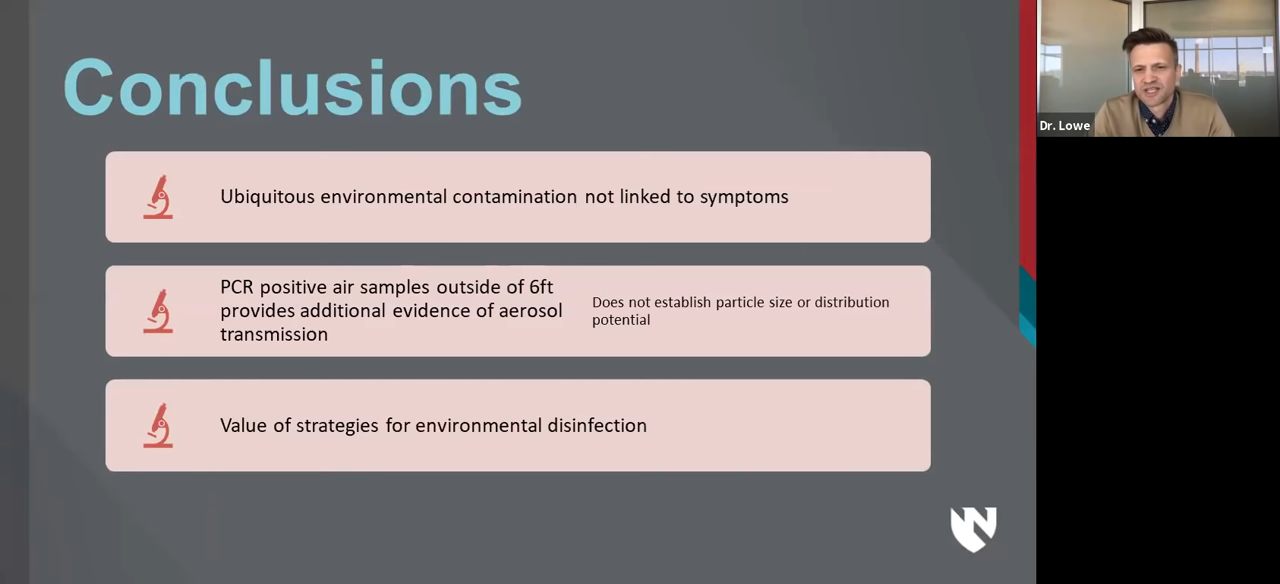 Conclusions
Dr. Lowe
Ubiquitous environmental contamination not linked to symptoms
PCR positive air samples outside of 6ft
provides additional evidence of aerosol
transmission
Does not establish particle size or distribution
potential
Value of strategies for environmental disinfection